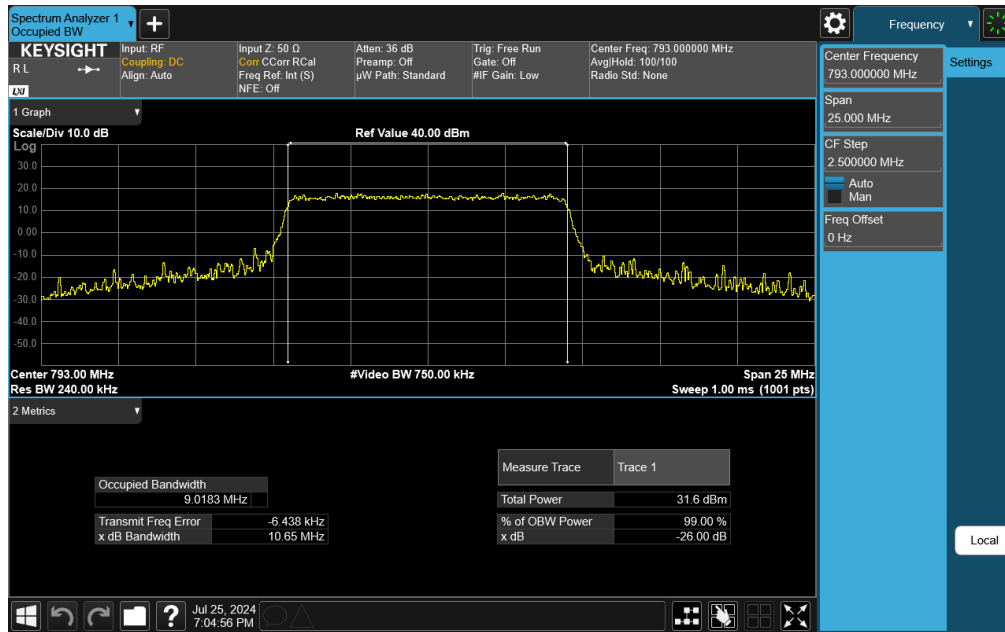 Spectrum Analyzer 1
Occupied BW
+
Frequency
KEYSIGHT
RL
LXI
Input: RF
Coupling: DC
Align: Auto
Input Z: 50 Ω
Corr CCorr RCal
Freq Ref: Int (S)
NFE: Off
Atten: 36 dB
Preamp: Off
µW Path: Standard
Trig: Free Run
Gate: Off
#IF Gain: Low
Center Freq: 793.000000 MHz
Avg|Hold: 100/100
Radio Std: None
Center Frequency
793.000000 MHz
Settings
Span
25.000 MHz
CF Step
2.500000 MHz
Auto
Man
Freq Offset
0 Hz
Local
1 Graph
Scale/Div 10.0 dB
Ref Value 40.00 dBm
Log
30.0
20.0
10.0
0.00
-10.0
-20.0
-30.0
-40.0
-50.0
Center 793.00 MHz
#Video BW 750.00 kHz
Span 25 MHz
Res BW 240.00 kHz
Sweep 1.00 ms (1001 pts)
2 Metrics
Measure Trace
Trace 1
Occupied Bandwidth
9.0183 MHz
Total Power
31.6 dBm
Transmit Freq Error
-6.438 kHz
% of OBW Power
99.00 %
x dB Bandwidth
10.65 MHz
x dB
-26.00 dB
?
Jul 25, 2024
7:04:56 PM